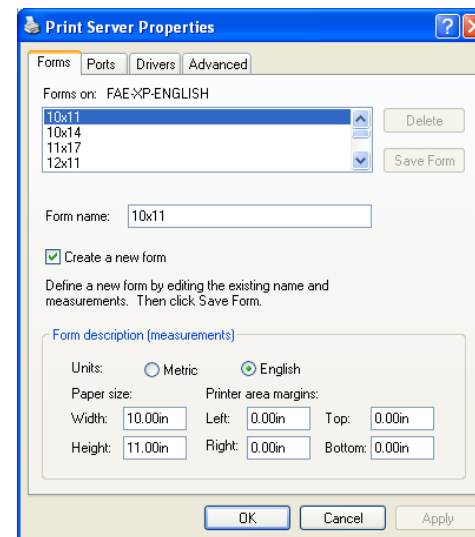 Print Server Properties
Forms Ports Drivers Advanced
Forms on: FAE-XP-ENGLISH
10x11
10x14
11x17
12x11
Delete
Save Form
Form name: 10x11
Create a new form
Define a new form by editing the existing name and
measurements. Then click Save Form.
Form description (measurements)
Units: Metric English
Paper size: Printer area margins:
Width: 10.00in Left: 0.00in Top: 0.00in
Height: 11.00in Right: 0.00in Bottom: 0.00in
OK Cancel Apply